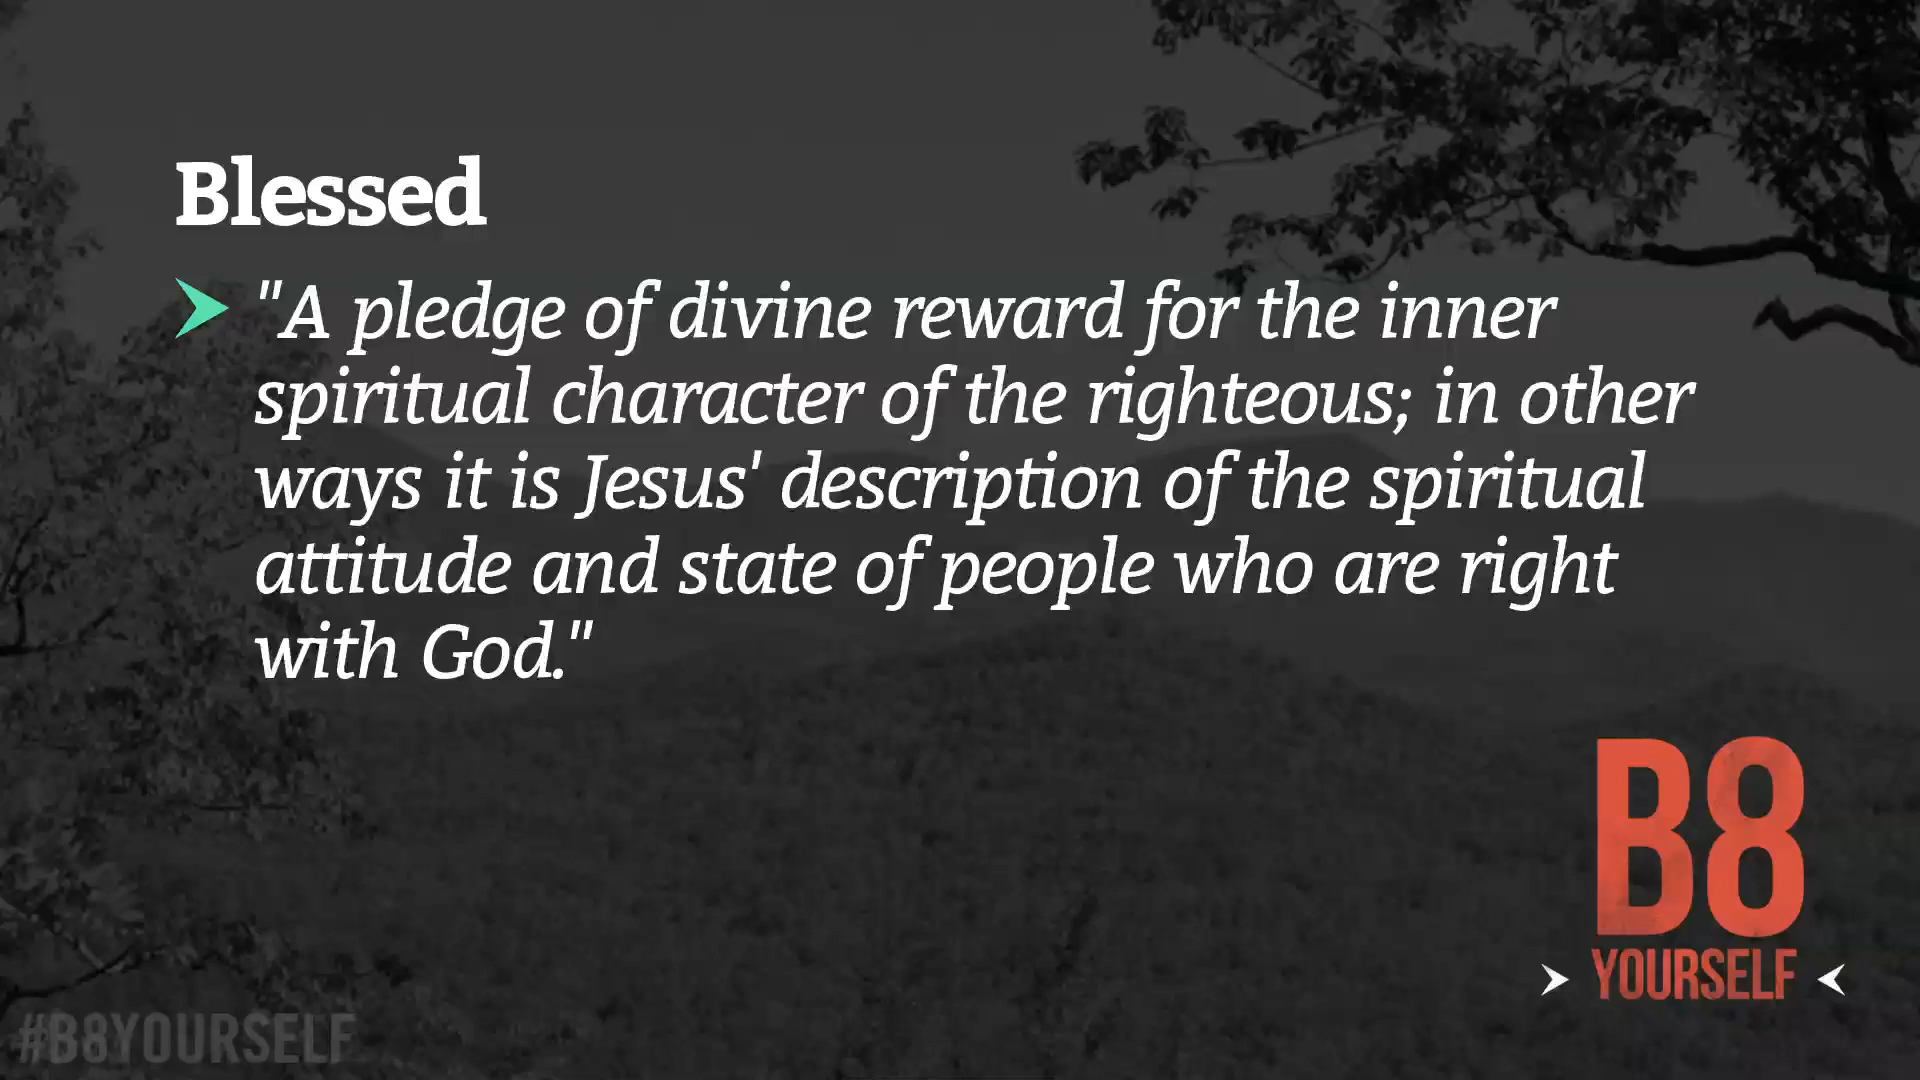 Blessed
"A pledge of divine reward for the inner
spiritual character of the righteous; in other
ways it is Jesus' description of the spiritual
attitude and state of people who are right
with God."
B8
YOURSELF
#B8YOURSELF